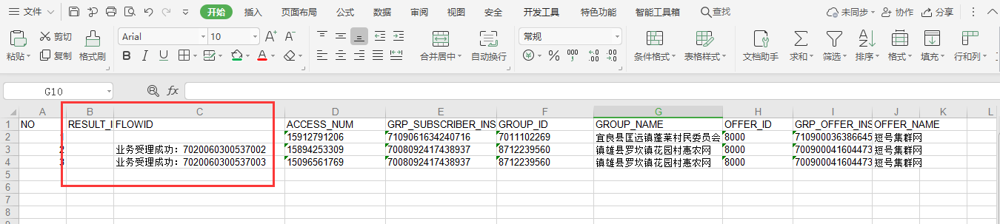 文件 开始 插入 页面布局 公式 数据 审阅 视图 安全 开发工具 特色功能 智能工具箱 查找 未同步 协作 分享
剪切 Arial 10 A+ A- 常规
粘贴 复制 格式刷 B I U A 合并居中 自动换行 ¥ % 000 条件格式 表格样式 文档助手 求和 筛选 排序 格式 填充 行和列
G10 fx
A B C D E F G H I J K L
1 NO RESULT_I FLOWID ACCESS_NUM GRP_SUBSCRIBER_INS GROUP_ID GROUP_NAME OFFER_ID GRP_OFFER_INS OFFER_NAME
2 1 15912791206 7109061634240716 7011102269 宜良县匡远镇蓬莱村民委员会 8000 710900036386645 短号集群网
3 2 业务受理成功：7020060300537002 15894253309 7008092417438937 8712239560 镇雄县罗坎镇花园村惠农网 8000 700900041604473 短号集群网
4 3 业务受理成功：7020060300537003 15096561769 7008092417438937 8712239560 镇雄县罗坎镇花园村惠农网 8000 700900041604473 短号集群网
5
6
7
8